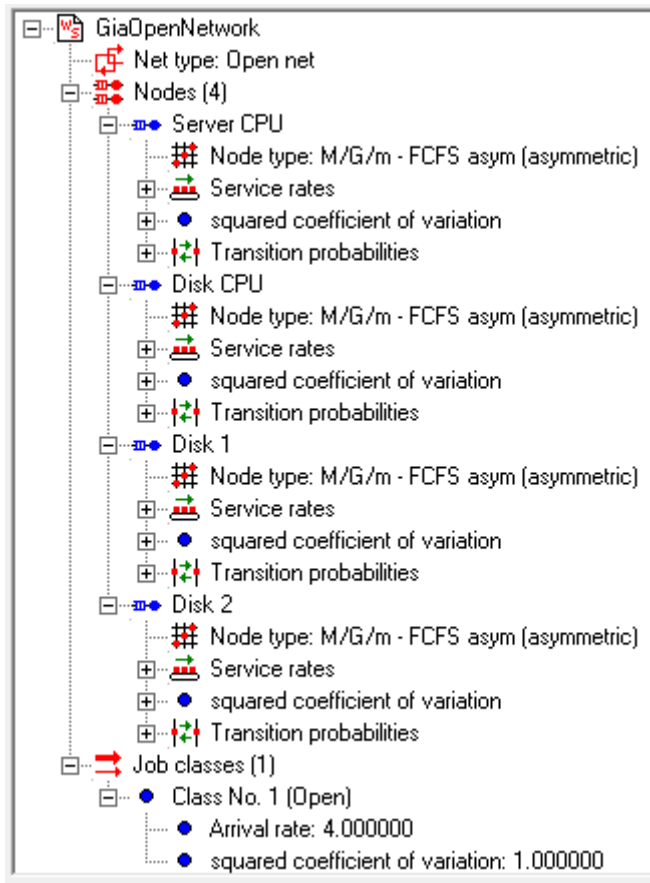 GiaOpenNetwork
Net type: Open net
Nodes (4)
Server CPU
Node type: M/G/m - FCFS asym (asymmetric)
Service rates
squared coefficient of variation
Transition probabilities
Disk CPU
Node type: M/G/m - FCFS asym (asymmetric)
Service rates
squared coefficient of variation
Transition probabilities
Disk 1
Node type: M/G/m - FCFS asym (asymmetric)
Service rates
squared coefficient of variation
Transition probabilities
Disk 2
Node type: M/G/m - FCFS asym (asymmetric)
Service rates
squared coefficient of variation
Transition probabilities
Job classes (1)
Class No. 1 (Open)
Arrival rate: 4.000000
squared coefficient of variation: 1.000000